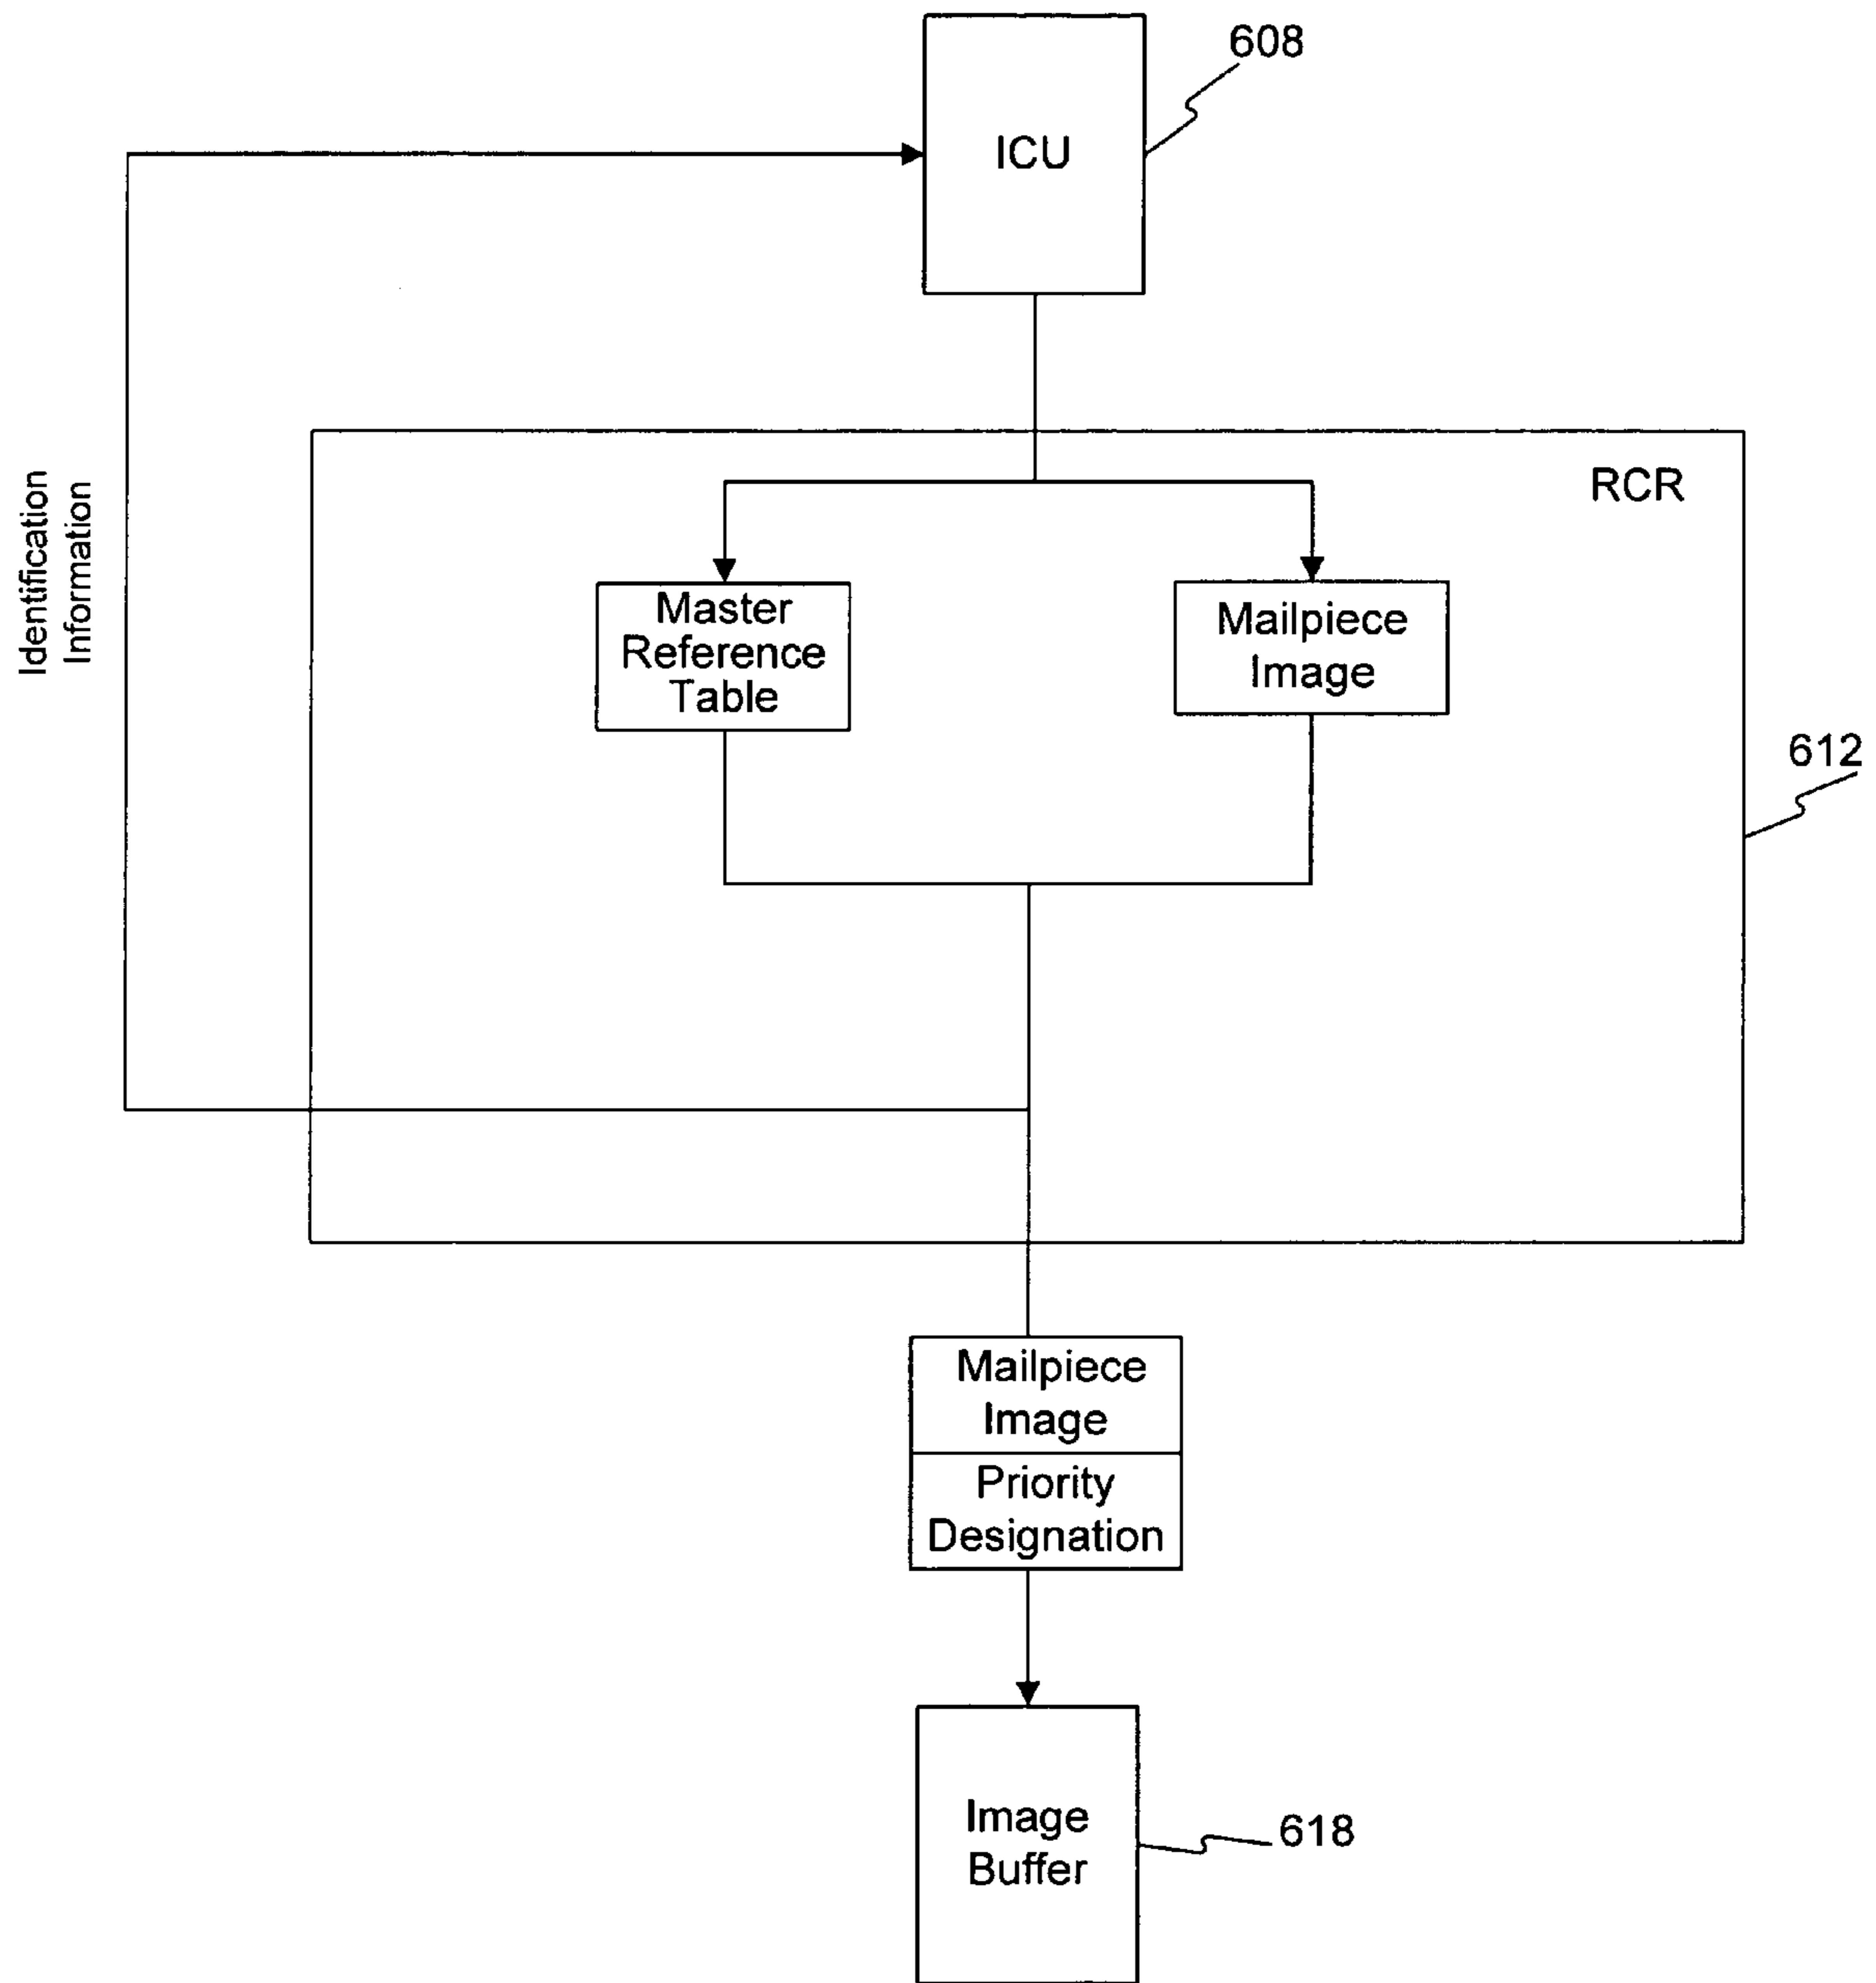 608
ICU
RCR
Identification
Information
Master
Reference
Table
Mailpiece
Image
612
Mailpiece
Image
Priority
Designation
Image
Buffer
618